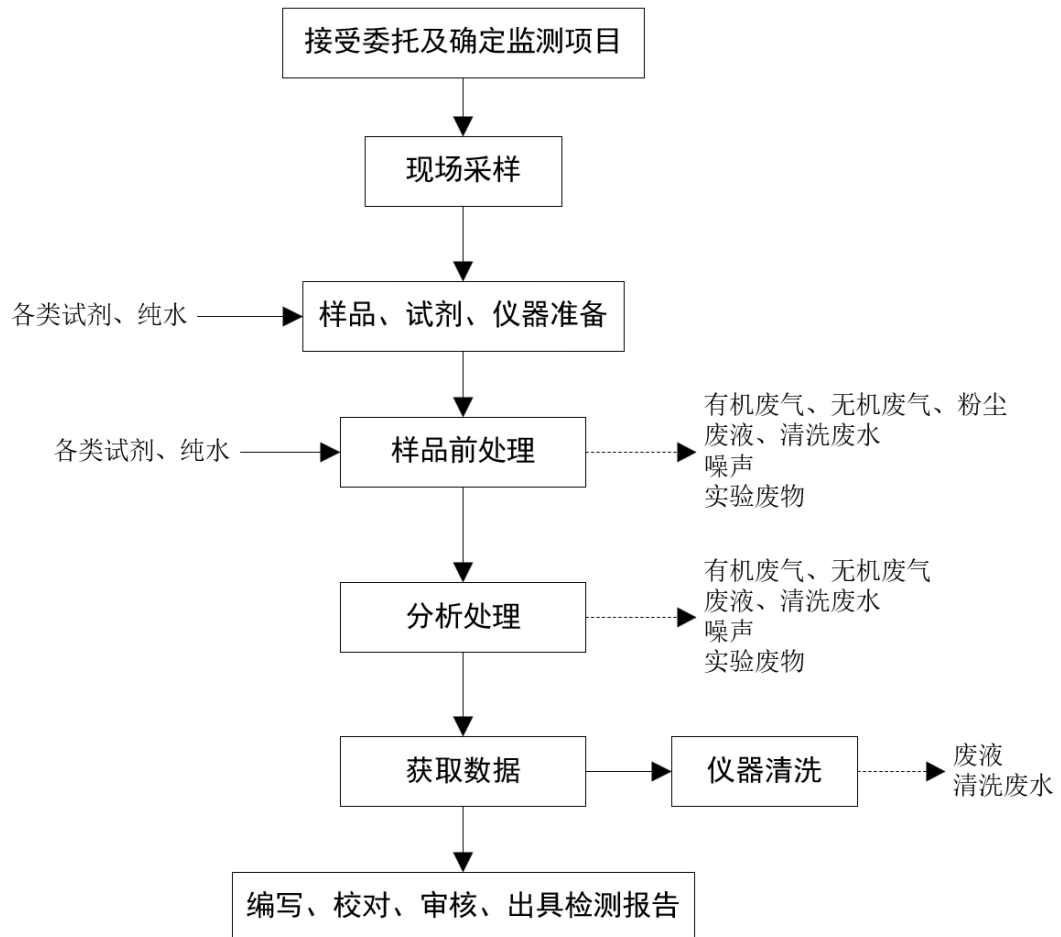 接受委托及确定监测项目
现场采样
各类试剂、纯水
样品、试剂、仪器准备
各类试剂、纯水
样品前处理
有机废气、无机废气、粉尘
废液、清洗废水
噪声
实验废物
分析处理
有机废气、无机废气
废液、清洗废水
噪声
实验废物
获取数据
仪器清洗
废液
清洗废水
编写、校对、审核、出具检测报告